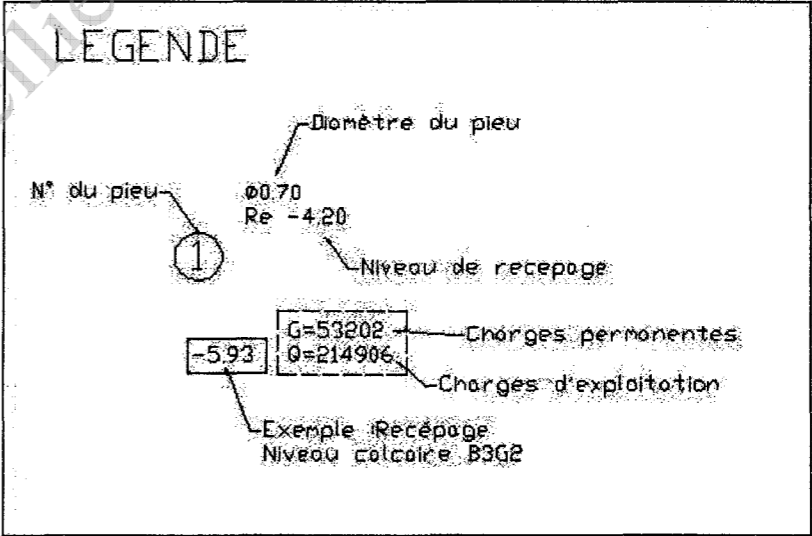 LEGENDE
Diamètre du pieu
N° du pieu
Ø0.70
Re -4.20
1
Niveau de recepage
G=53202
Charges permanentes
-5.93
Q=214906
Charges d'exploitation
Exemple Recépage
Niveau calcaire B3G2